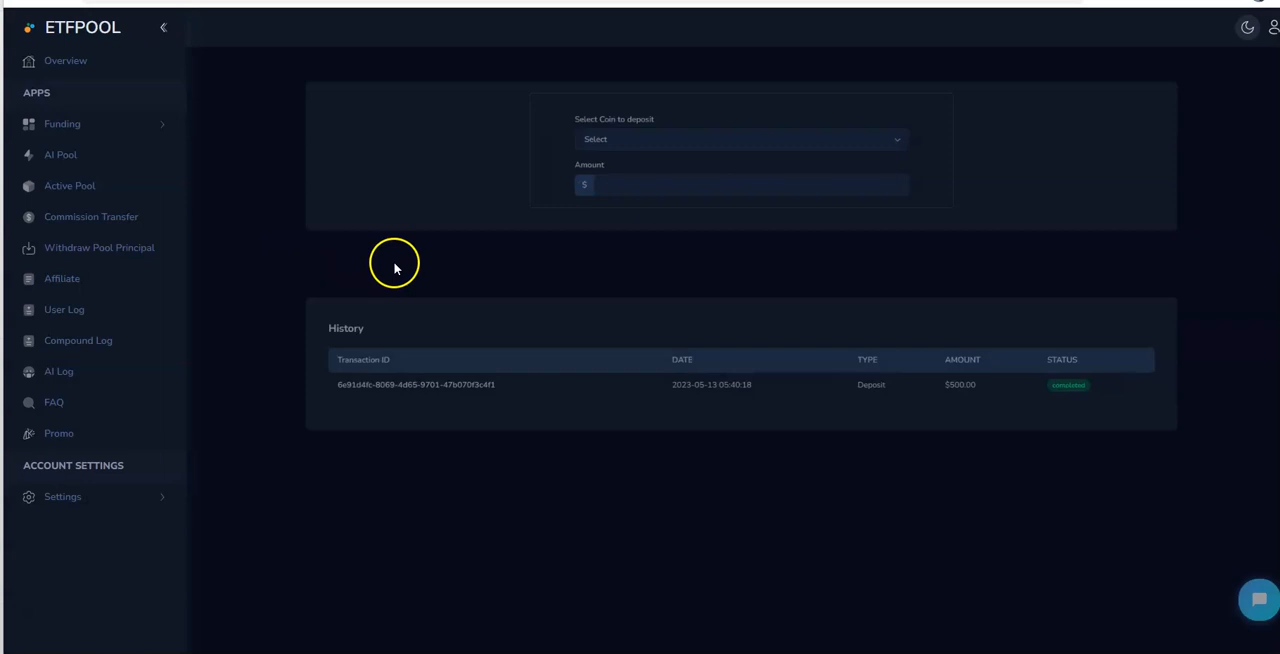 ETFPOOL
Overview
APPS
Funding
AI Pool
Active Pool
Commission Transfer
Withdraw Pool Principal
Affiliate
User Log
Compound Log
AI Log
FAQ
Promo
ACCOUNT SETTINGS
Settings
Select Coin to deposit
Select
Amount
$
History
Transaction ID DATE TYPE AMOUNT STATUS
6e91d4fc-8069-4d65-9701-47b070f3c4f1 2023-05-13 05:40:18 Deposit $500.00 completed